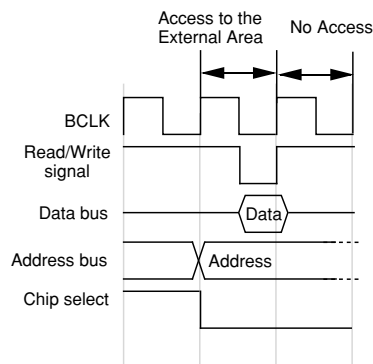 Access to the
External Area
No Access
BCLK
Read/Write
signal
Data bus
Data
Address bus
Address
Chip select